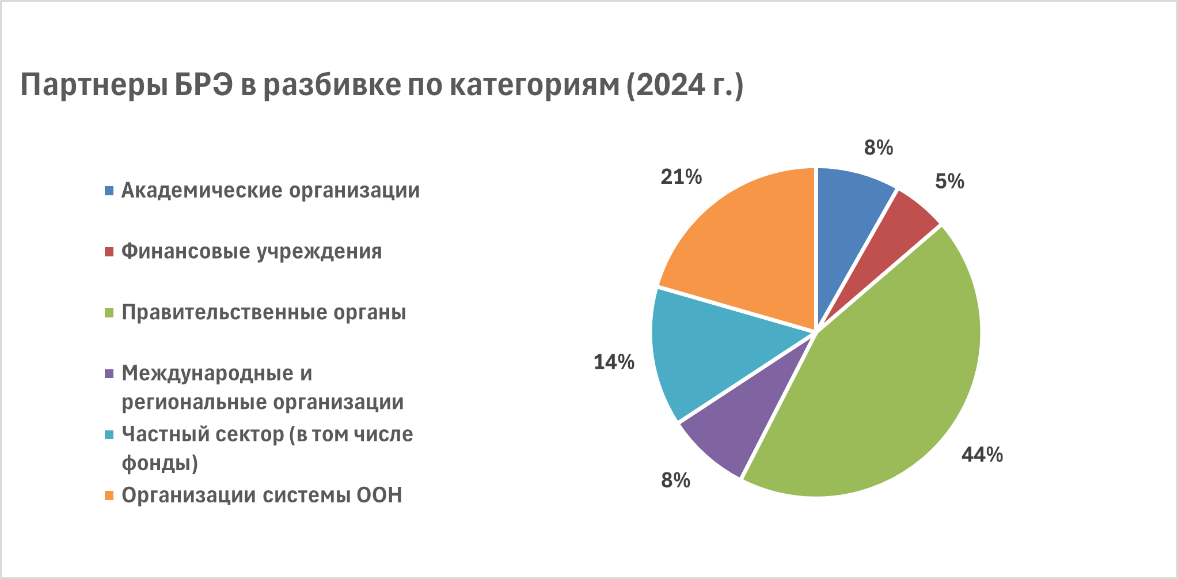 Партнеры БРЭ в разбивке по категориям (2024 г.)
Академические организации
Финансовые учреждения
Правительственные органы
Международные и
региональные организации
Частный сектор (в том числе
фонды)
Организации системы ООН
8%
5%
44%
8%
14%
21%